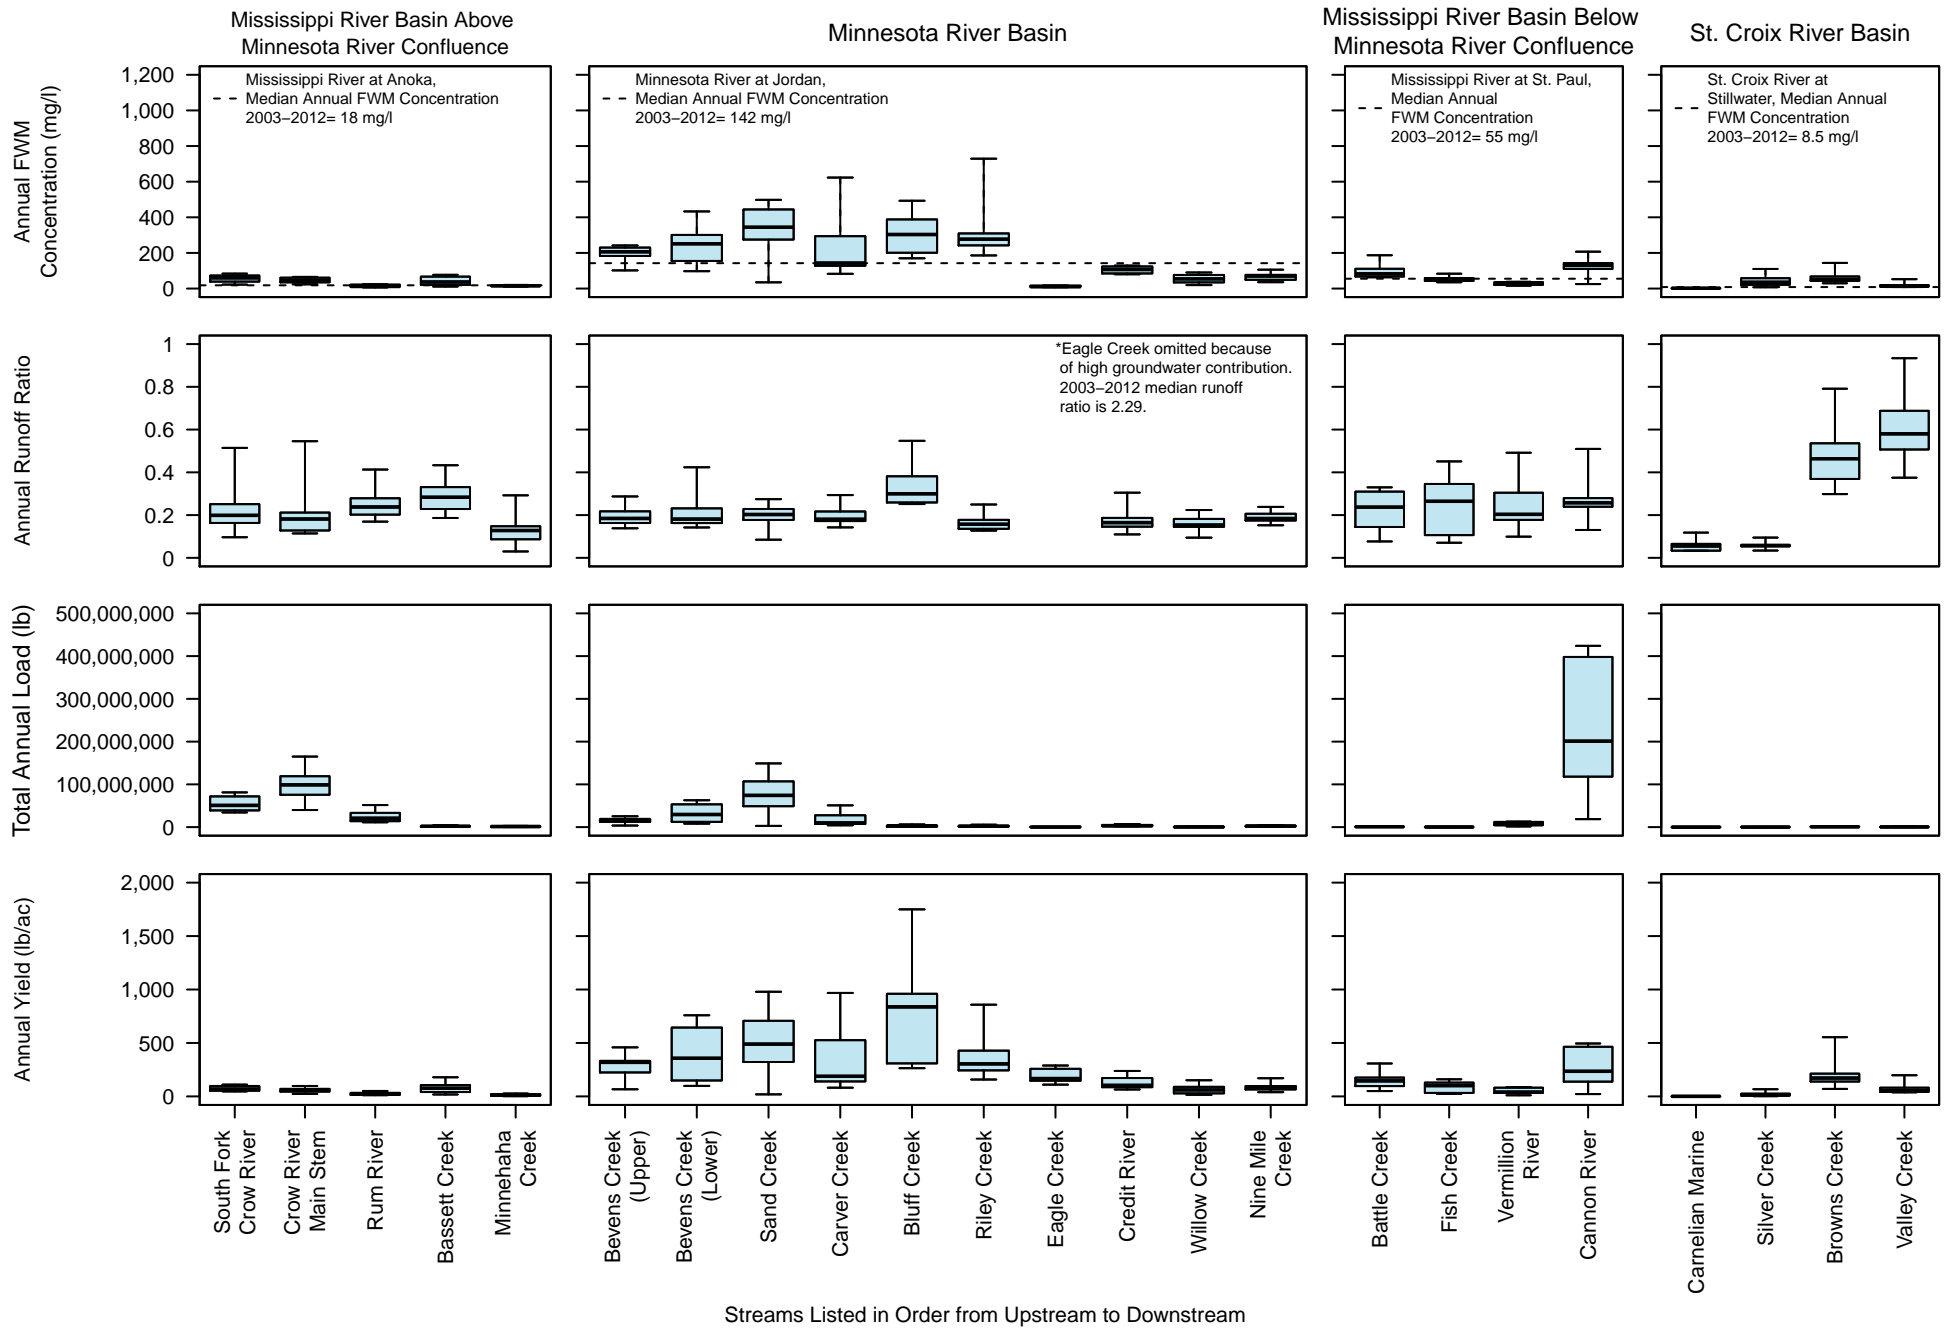 Mississippi River Basin Above
Minnesota River Confluence
Minnesota River Basin
Mississippi River Basin Below
Minnesota River Confluence
St. Croix River Basin
Annual FWM
Concentration (mg/l)
1,200
1,000
800
600
400
200
0
Mississippi River at Anoka,
Median Annual FWM Concentration
2003–2012= 18 mg/l
Minnesota River at Jordan,
Median Annual FWM Concentration
2003–2012= 142 mg/l
Mississippi River at St. Paul,
Median Annual
FWM Concentration
2003–2012= 55 mg/l
St. Croix River at
Stillwater, Median Annual
FWM Concentration
2003–2012= 8.5 mg/l
Annual Runoff Ratio
1
0.8
0.6
0.4
0.2
0
*Eagle Creek omitted because
of high groundwater contribution.
2003–2012 median runoff
ratio is 2.29.
Total Annual Load (lb)
500,000,000
400,000,000
300,000,000
200,000,000
100,000,000
0
Annual Yield (lb/ac)
2,000
1,500
1,000
500
0
South Fork
Crow River
Crow River
Main Stem
Rum River
Bassett Creek
Minnehaha
Creek
Bevens Creek
(Upper)
Bevens Creek
(Lower)
Sand Creek
Carver Creek
Bluff Creek
Riley Creek
Eagle Creek
Credit River
Willow Creek
Nine Mile
Creek
Battle Creek
Fish Creek
Vermillion
River
Cannon River
Carnelian Marine
Silver Creek
Browns Creek
Valley Creek
Streams Listed in Order from Upstream to Downstream